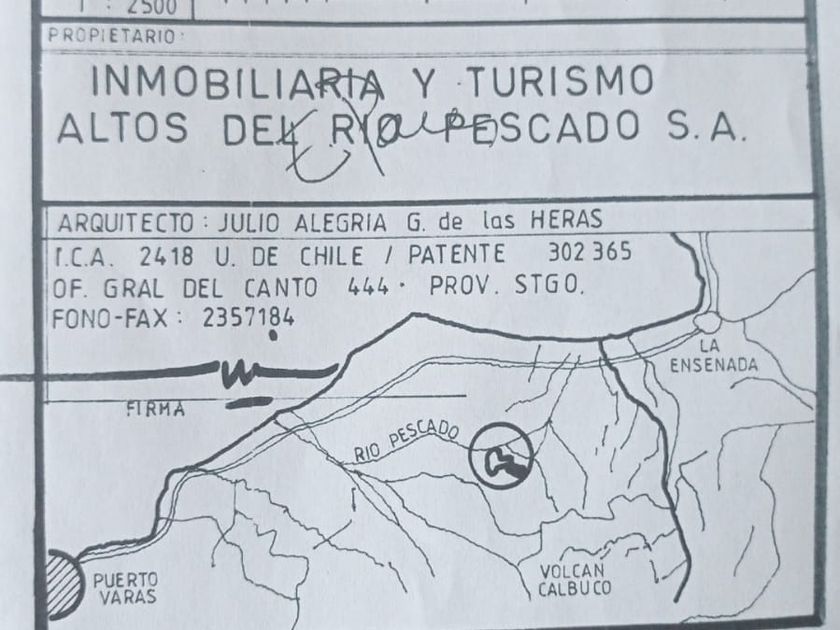 1 : 2500
PROPIETARIO:
INMOBILIARIA Y TURISMO
ALTOS DEL RIO PESCADO S.A.
ARQUITECTO : JULIO ALEGRIA G. de las HERAS
I.C.A. 2418 U. DE CHILE / PATENTE 302 365
OF. GRAL DEL CANTO 444 · PROV. STGO.
FONO-FAX : 2357184
FIRMA
LA
ENSENADA
RIO PESCADO
VOLCAN
CALBUCO
PUERTO
VARAS